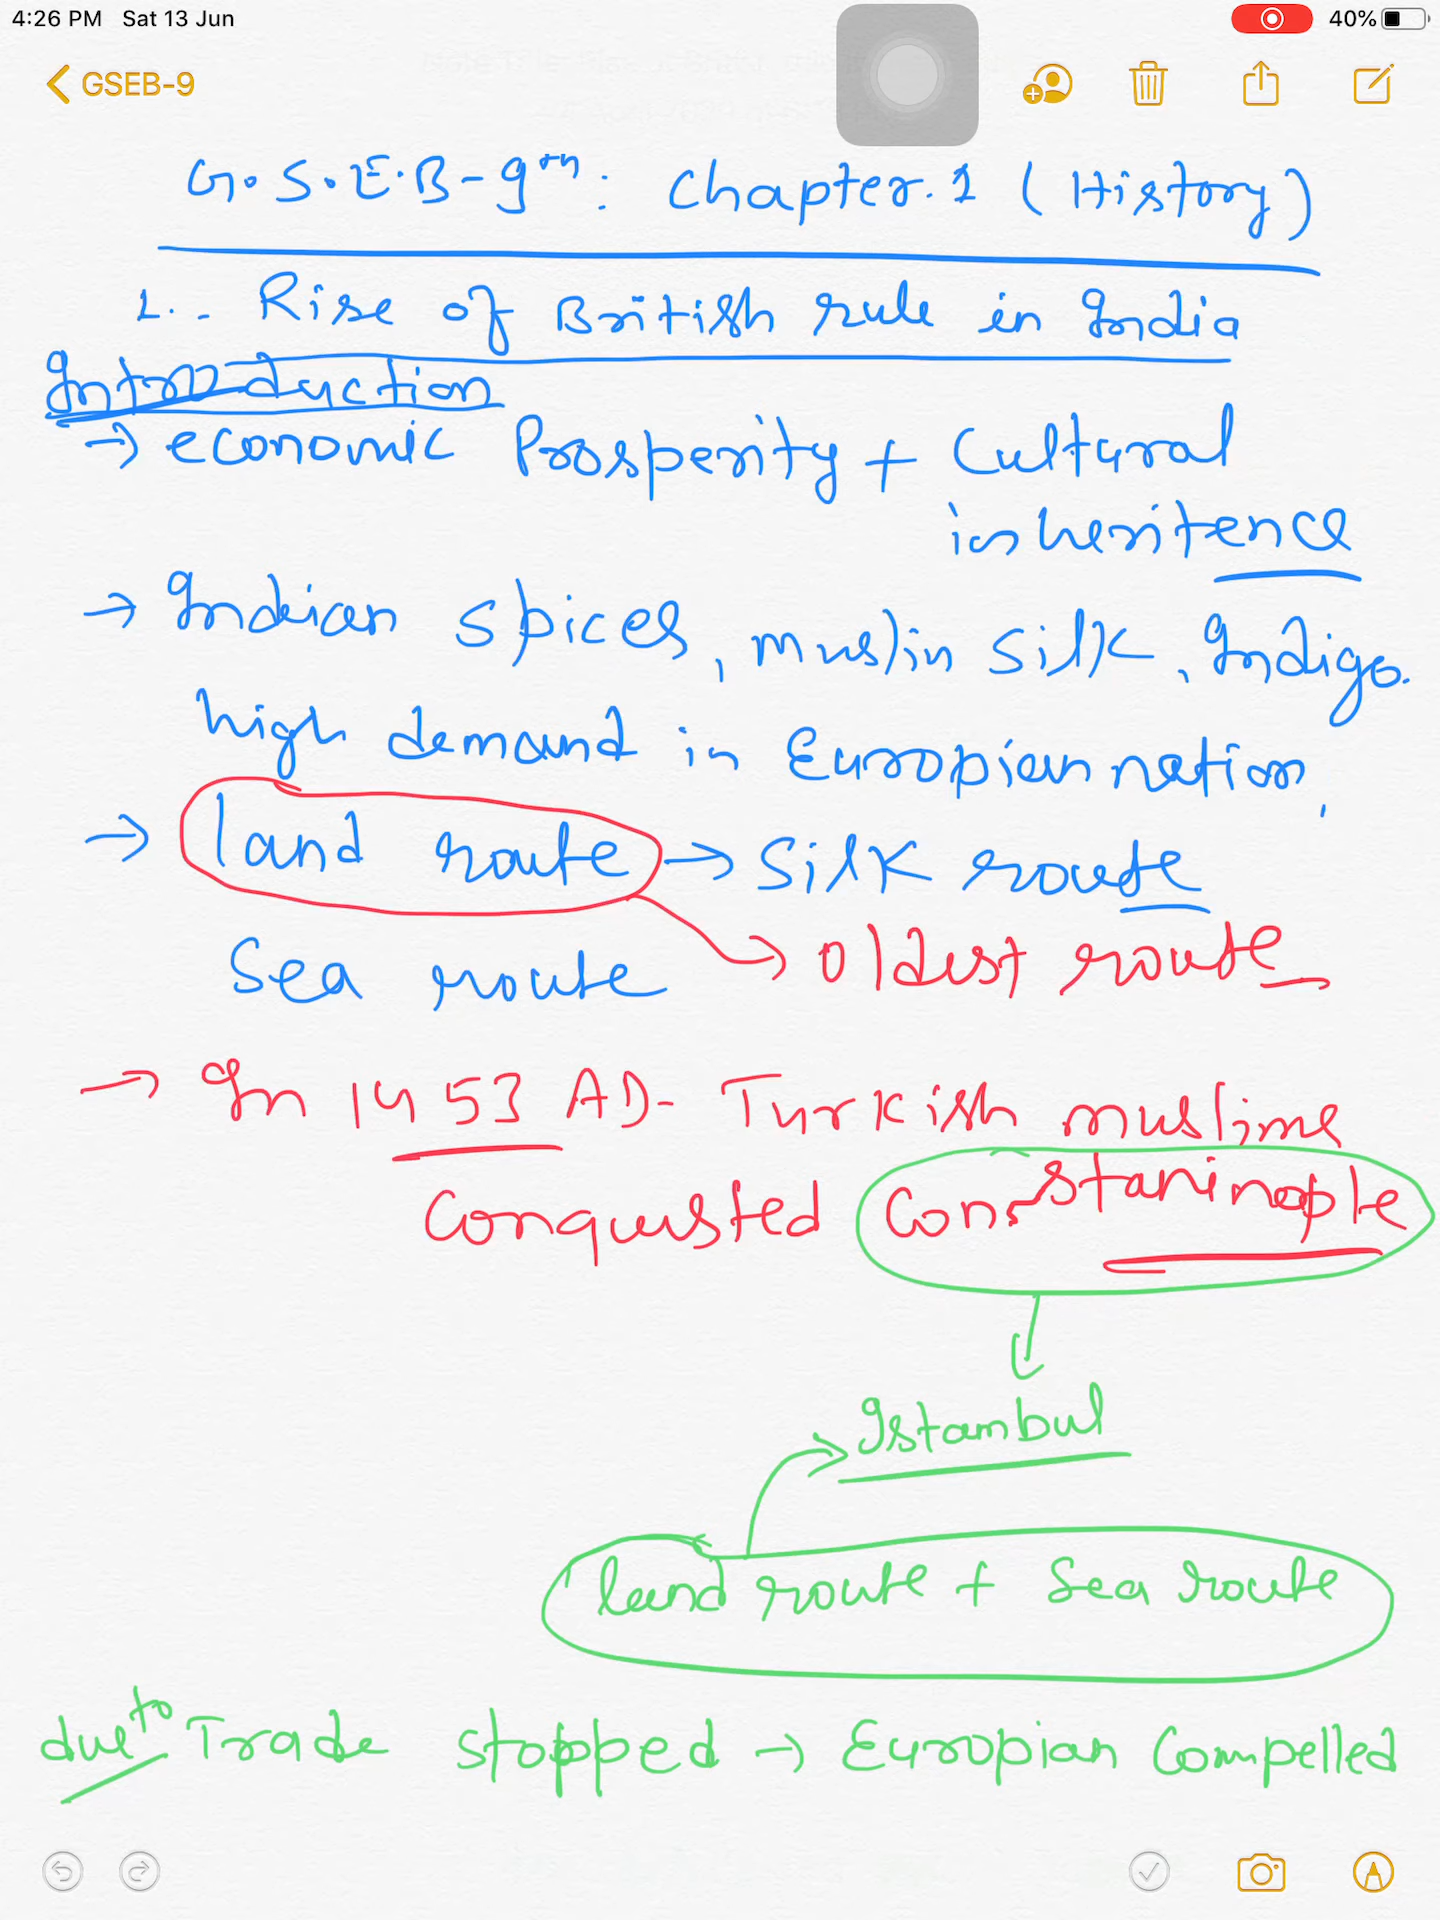 4:26 PM Sat 13 Jun 40%
GSEB-9
G.S.E.B-9th: Chapter.1 (History)
1.. Rise of British rule in India
Introduction
→ economic Prosperity + Cultural
inheritence
→ Indian spices, muslin silk, Indigo.
high demand in Europian nation,
→ land route → Silk route
Sea route → oldest route
→ In 1453 AD- Turkish muslims
Conqusted Constaninople
Istambul
land route + Sea route
due to Trade stopped → Europian Compelled